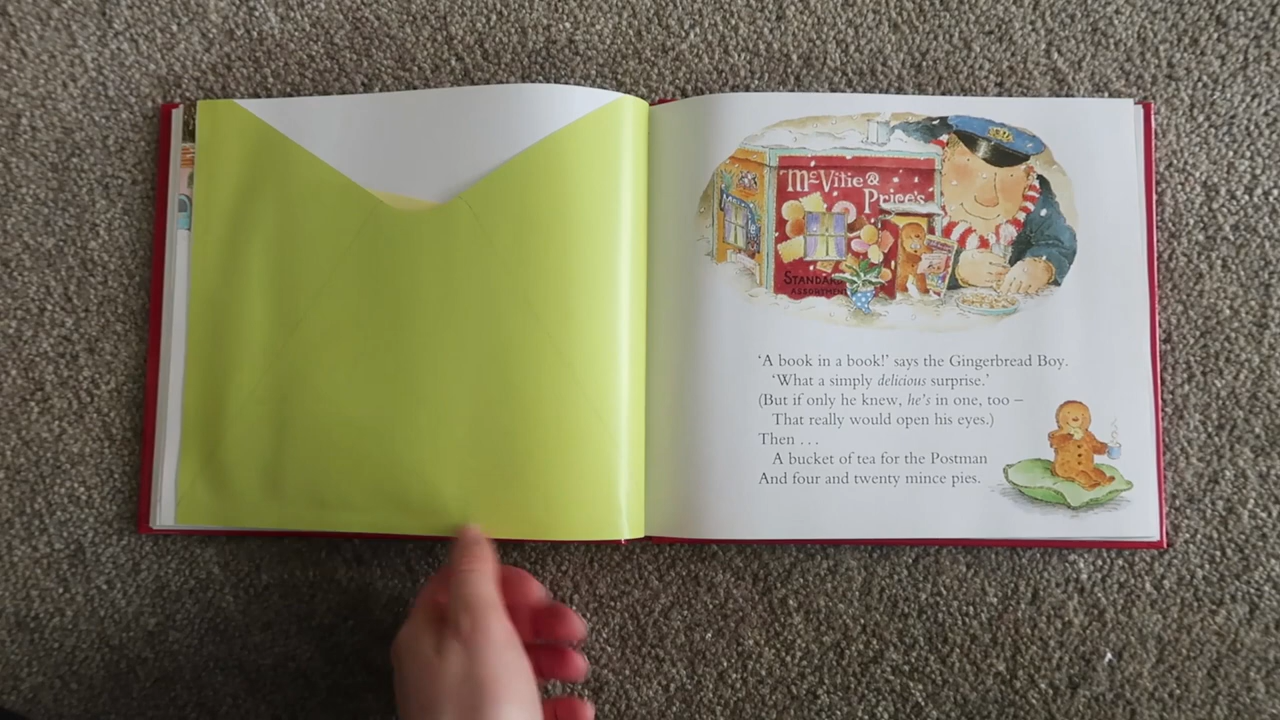 McVitie &
Price's
STANDARD
ASSORTMENT
‘A book in a book!’ says the Gingerbread Boy.
‘What a simply delicious surprise.’
(But if only he knew, he’s in one, too –
That really would open his eyes.)
Then . . .
A bucket of tea for the Postman
And four and twenty mince pies.